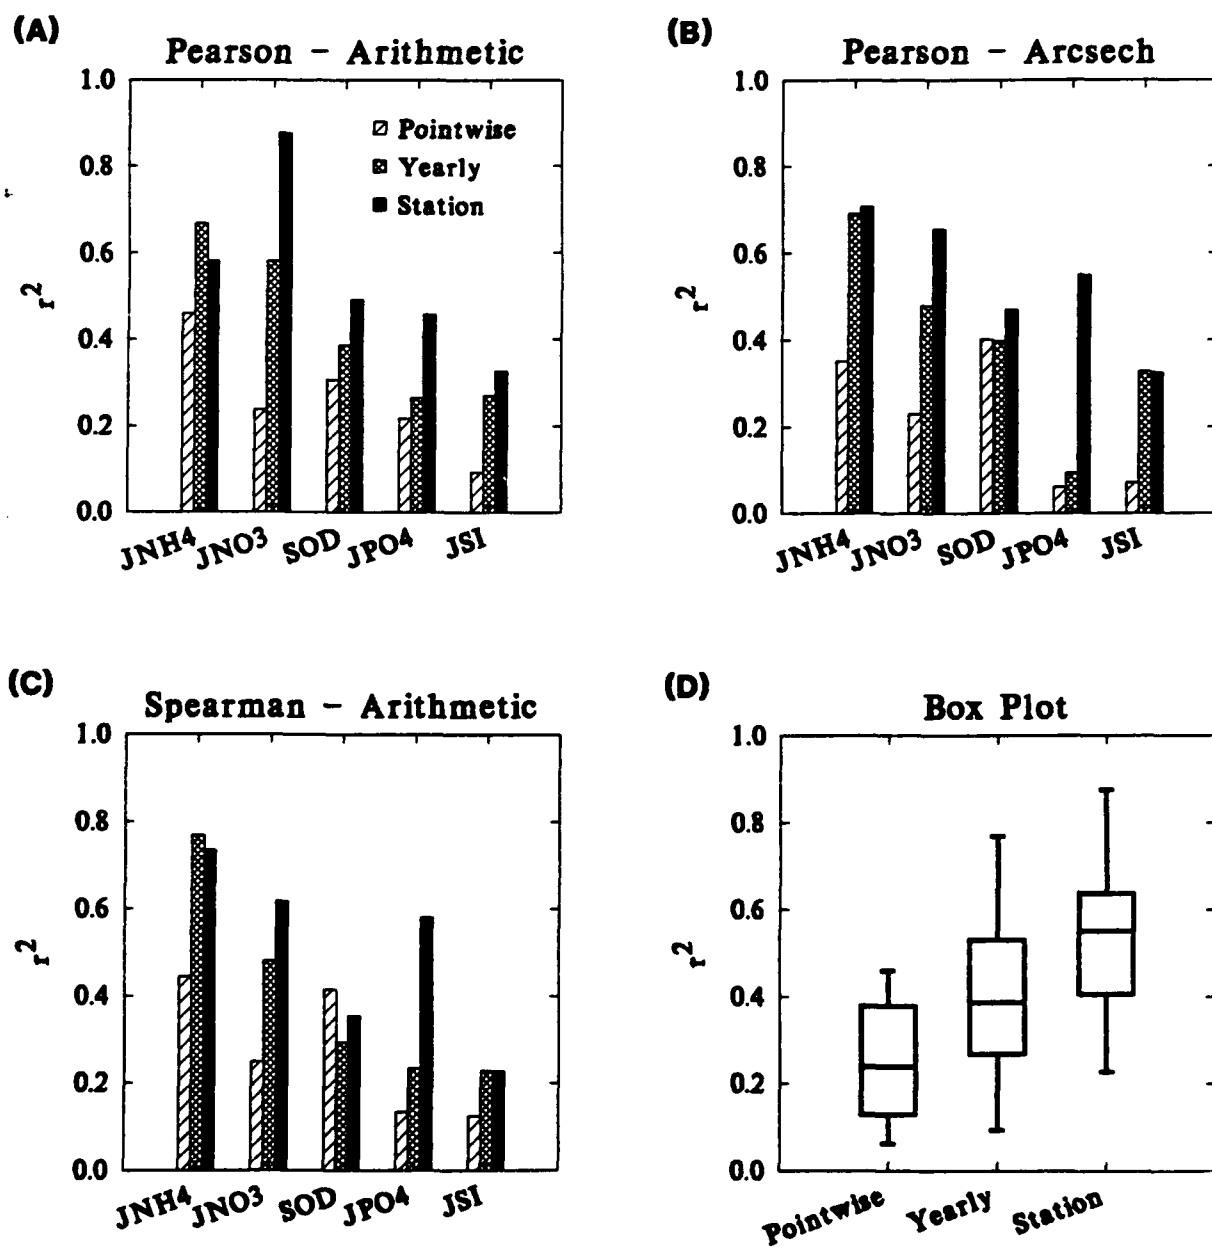 (A)
Pearson – Arithmetic
1.0
0.8
0.6
0.4
0.2
0.0
r²
Pointwise
Yearly
Station
JNH4 JNO3 SOD JPO4 JSI
(B)
Pearson – Arcsech
1.0
0.8
0.6
0.4
0.2
0.0
r²
JNH4 JNO3 SOD JPO4 JSI
(C)
Spearman – Arithmetic
1.0
0.8
0.6
0.4
0.2
0.0
r²
JNH4 JNO3 SOD JPO4 JSI
(D)
Box Plot
1.0
0.8
0.6
0.4
0.2
0.0
r²
Pointwise Yearly Station